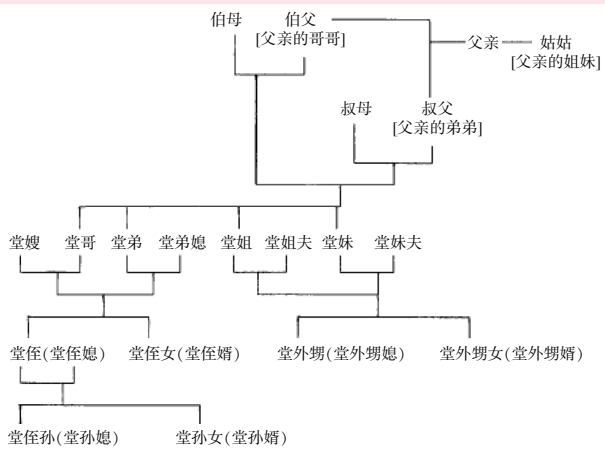 伯母 伯父
[父亲的哥哥]
父亲 姑姑
[父亲的姐妹]
叔母 叔父
[父亲的弟弟]
堂嫂 堂哥 堂弟 堂弟媳 堂姐 堂姐夫 堂妹 堂妹夫
堂侄(堂侄媳) 堂侄女(堂侄婿) 堂外甥(堂外甥媳) 堂外甥女(堂外甥婿)
堂侄孙(堂孙媳) 堂孙女(堂孙婿)